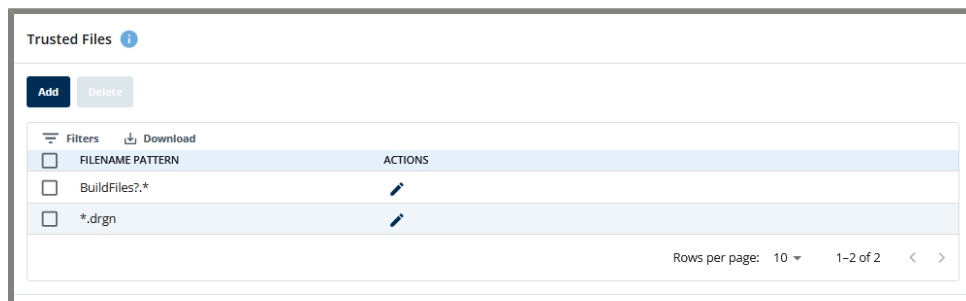 Trusted Files
Add Delete
Filters Download
FILENAME PATTERN ACTIONS
BuildFiles?.*
*.drgn
Rows per page: 10 1–2 of 2